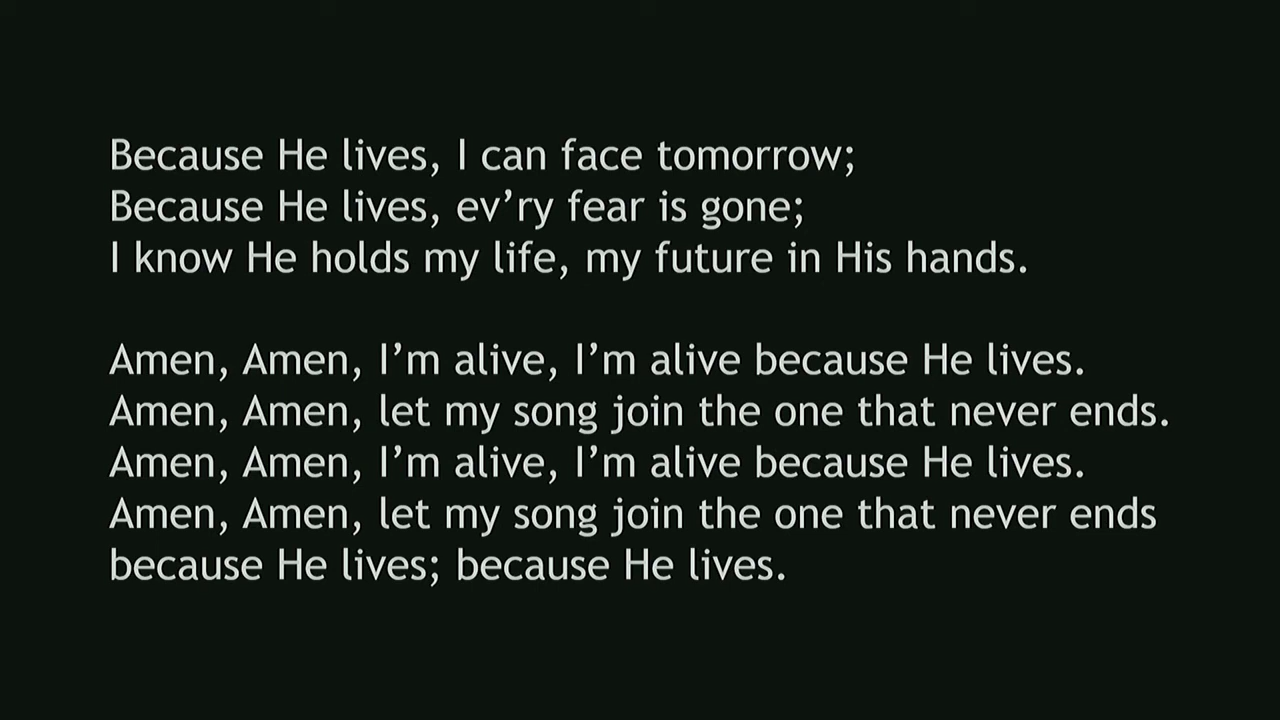 Because He lives, I can face tomorrow;
Because He lives, ev’ry fear is gone;
I know He holds my life, my future in His hands.
Amen, Amen, I’m alive, I’m alive because He lives.
Amen, Amen, let my song join the one that never ends.
Amen, Amen, I’m alive, I’m alive because He lives.
Amen, Amen, let my song join the one that never ends
because He lives; because He lives.